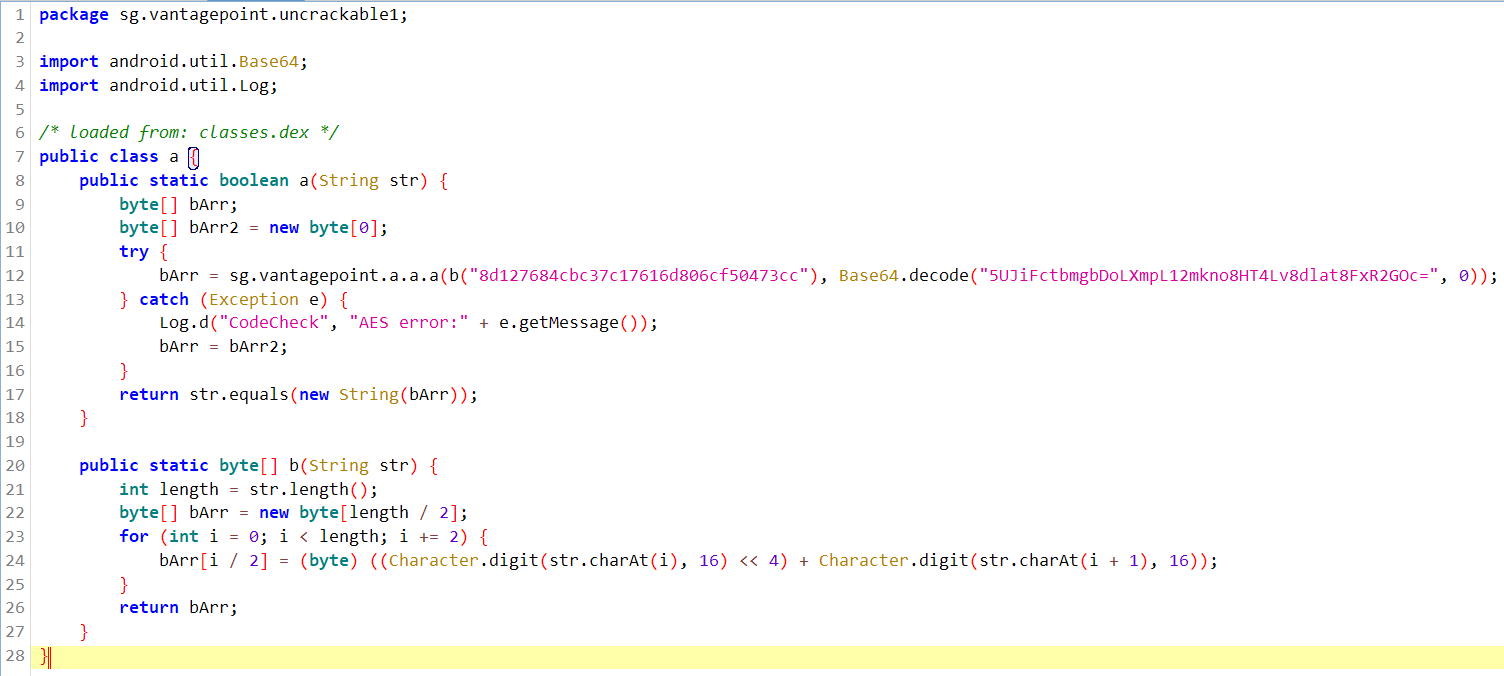 1 package sg.vantagepoint.uncrackable1;
2
3 import android.util.Base64;
4 import android.util.Log;
5
6 /* loaded from: classes.dex */
7 public class a {
8     public static boolean a(String str) {
9         byte[] bArr;
10         byte[] bArr2 = new byte[0];
11         try {
12             bArr = sg.vantagepoint.a.a.a(b("8d127684cbc37c17616d806cf50473cc"), Base64.decode("5UJiFctbmgbDoLXmpL12mkno8HT4Lv8dlat8FxR2GOc=", 0));
13         } catch (Exception e) {
14             Log.d("CodeCheck", "AES error:" + e.getMessage());
15             bArr = bArr2;
16         }
17         return str.equals(new String(bArr));
18     }
19
20     public static byte[] b(String str) {
21         int length = str.length();
22         byte[] bArr = new byte[length / 2];
23         for (int i = 0; i < length; i += 2) {
24             bArr[i / 2] = (byte) ((Character.digit(str.charAt(i), 16) << 4) + Character.digit(str.charAt(i + 1), 16));
25         }
26         return bArr;
27     }
28 }